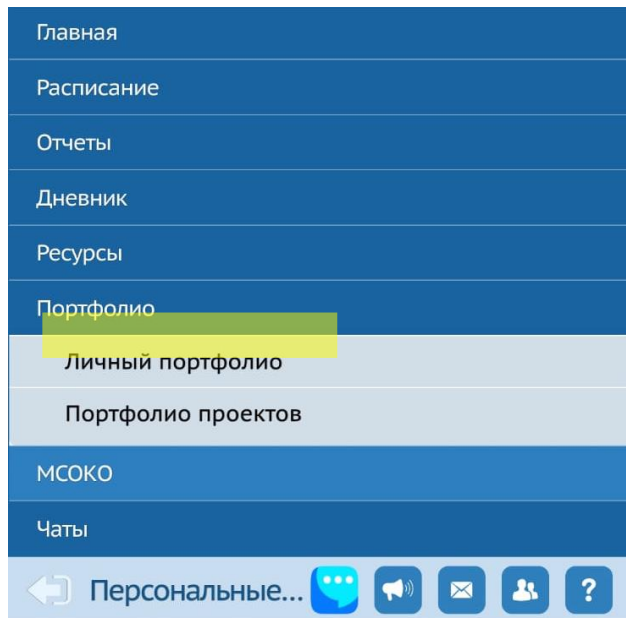 Главная
Расписание
Отчеты
Дневник
Ресурсы
Портфолио
Личный портфолио
Портфолио проектов
МСОКО
Чаты
Персональные...
?